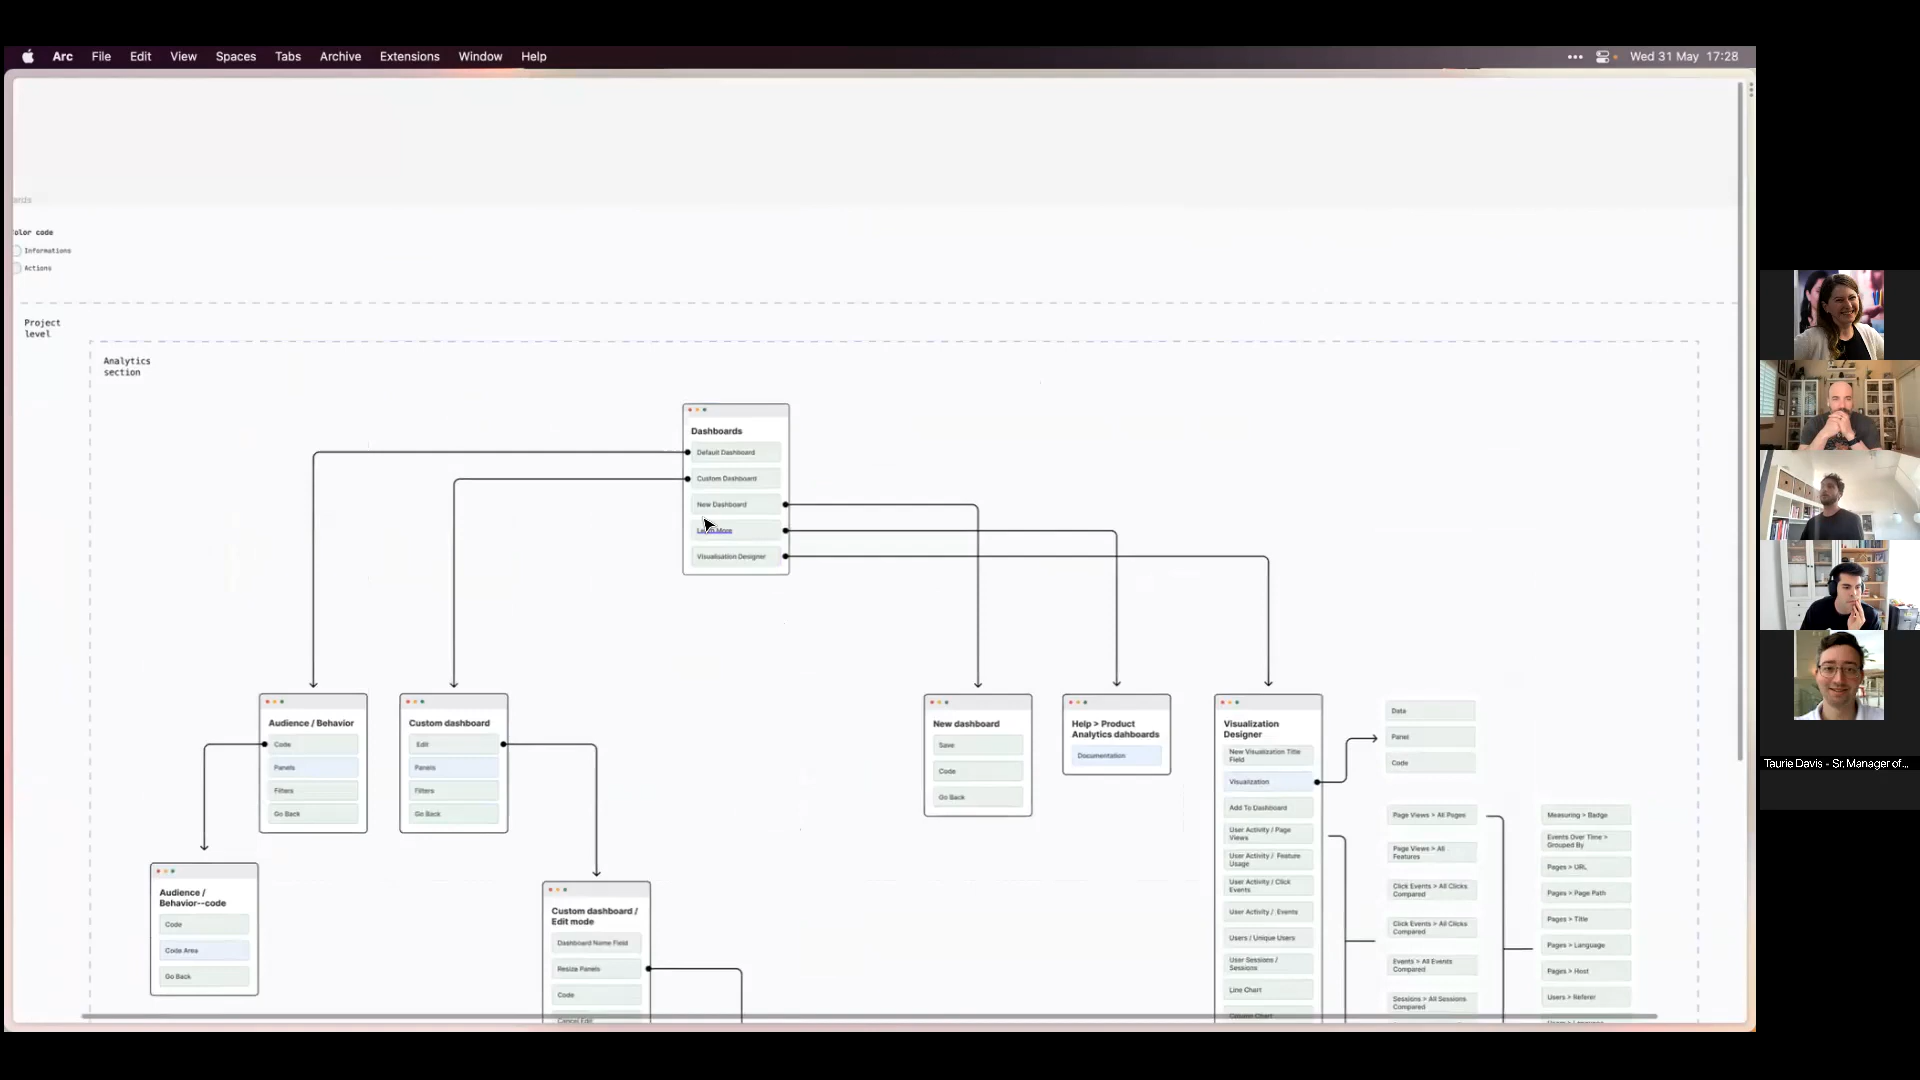 Arc File Edit View Spaces Tabs Archive Extensions Window Help
Wed 31 May 17:28
Informations
Actions
Project
level
Analytics
section
Dashboards
Default Dashboard
Custom Dashboard
New Dashboard
Visualisation Designer
Audience / Behavior
Code
Panels
Filters
Go Back
Custom dashboard
Edit
Panels
Filters
Go Back
New dashboard
Save
Code
Go Back
Help > Product
Analytics dahboards
Documentation
Visualization
Designer
New Visualization Title
Field
Visualization
Add To Dashboard
User Activity / Page
Views
User Activity / Feature
Usage
User Activity / Click
Events
User Activity / Events
Users / Unique Users
User Sessions /
Sessions
Line Chart
Column Chart
Data
Panel
Code
Page Views > All Pages
Page Views > All
Features
Click Events > All Clicks
Compared
Click Events > All Clicks
Compared
Events > All Events
Compared
Sessions > All Sessions
Compared
Measuring > Badge
Events Over Time >
Grouped By
Pages > URL
Pages > Page Path
Pages > Title
Pages > Language
Pages > Host
Users > Referer
Audience /
Behavior--code
Code
Code Area
Go Back
Custom dashboard /
Edit mode
Dashboard Name Field
Resize Panels
Code
Cancel Edit
Taurie Davis - Sr. Manager of...